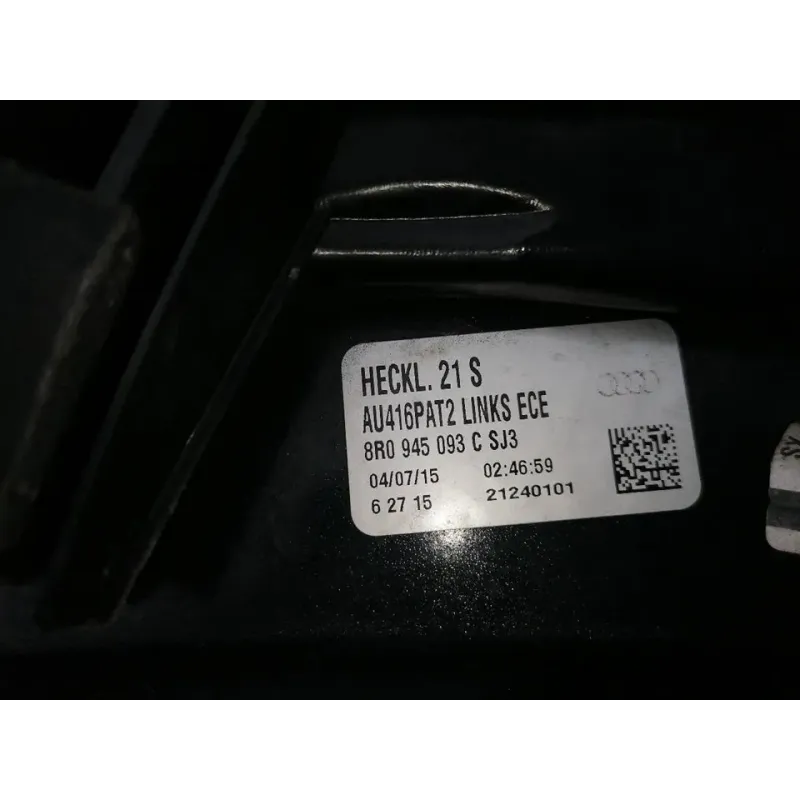 HECKL. 21 S
AU416PAT2 LINKS ECE
8R0 945 093 C SJ3
04/07/15 02:46:59
6 27 15 21240101